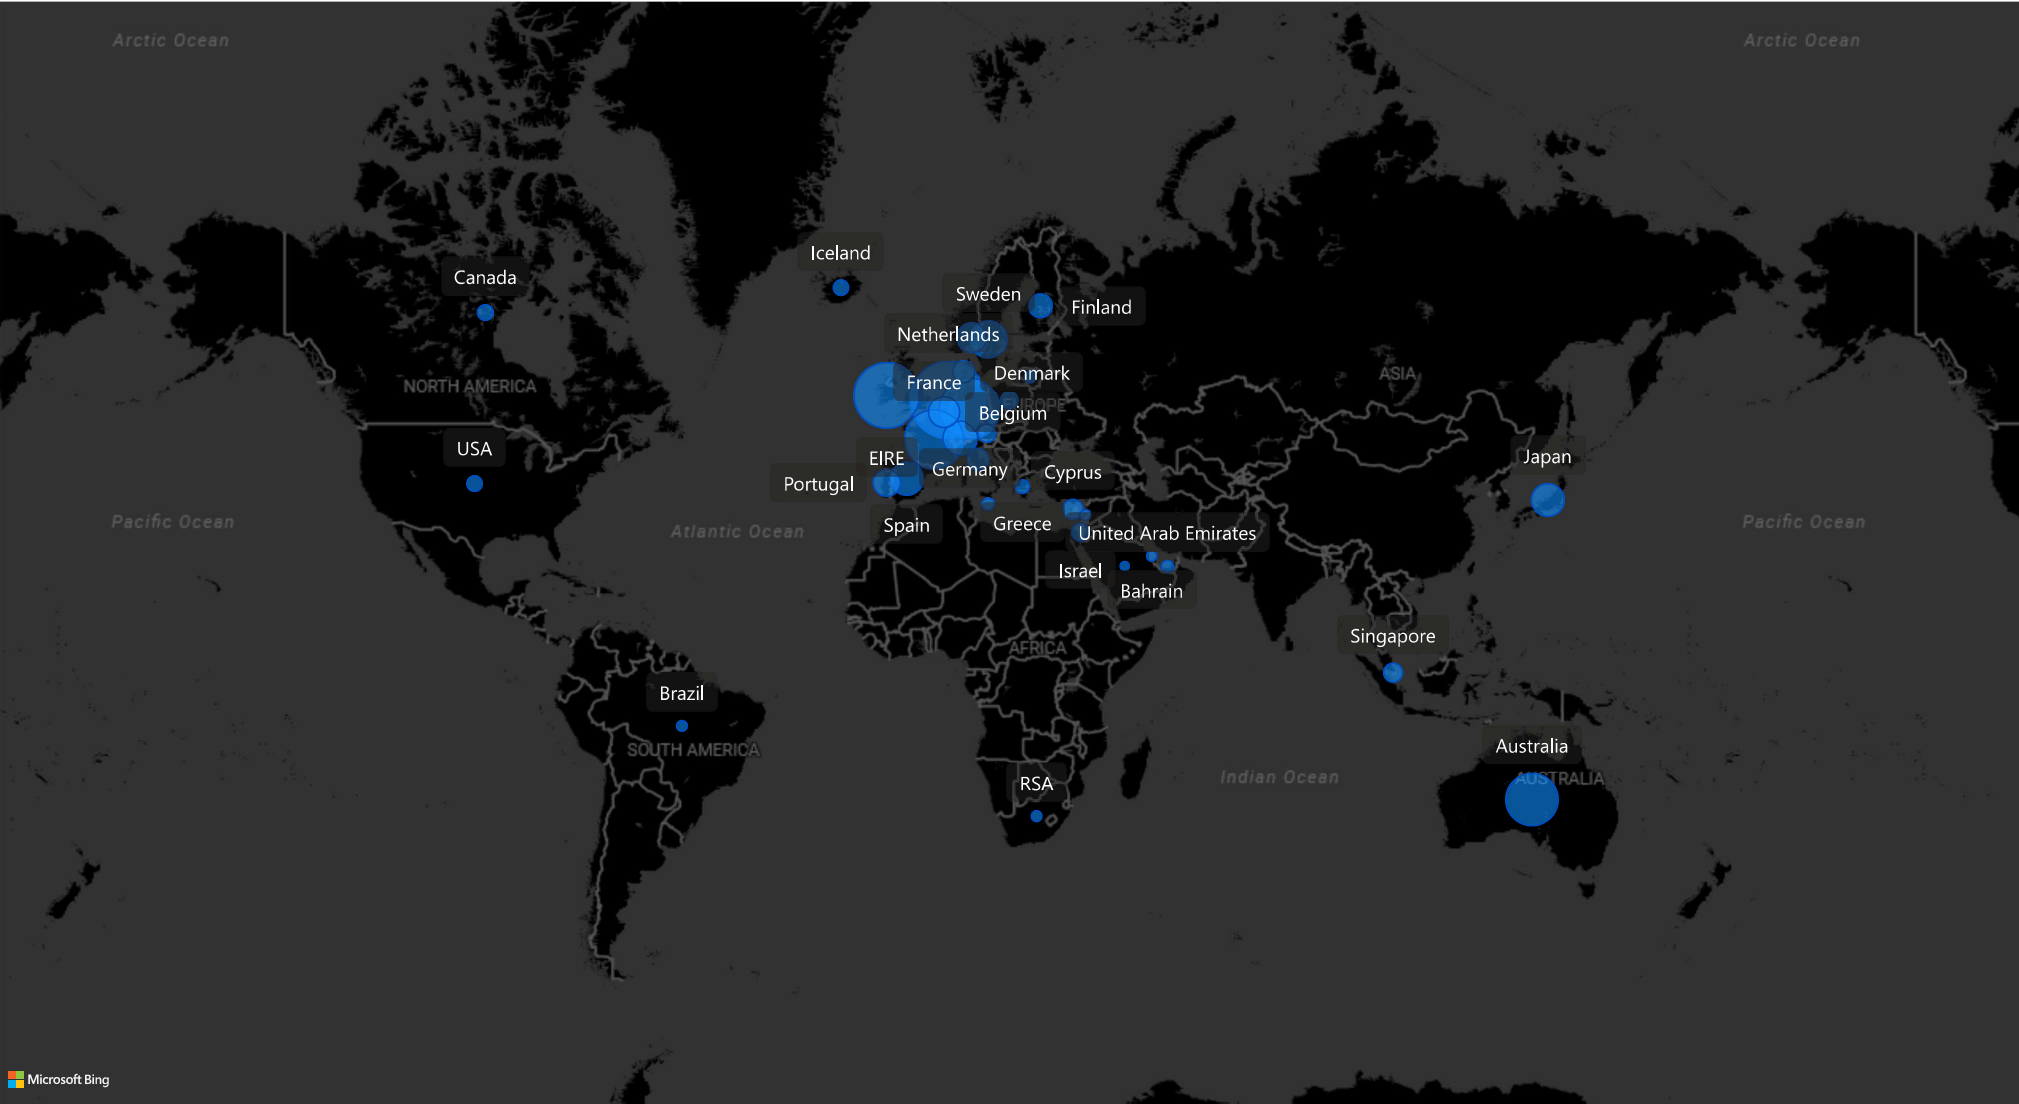 Arctic Ocean
Arctic Ocean
Iceland
Canada
Sweden
Finland
Netherlands
Denmark
France
NORTH AMERICA
ASIA
EUROPE
Belgium
USA
EIRE
Germany
Cyprus
Japan
Portugal
Pacific Ocean
Atlantic Ocean
Spain
Greece
United Arab Emirates
Pacific Ocean
Israel
Bahrain
Singapore
AFRICA
Brazil
SOUTH AMERICA
Australia
AUSTRALIA
Indian Ocean
RSA
Microsoft Bing